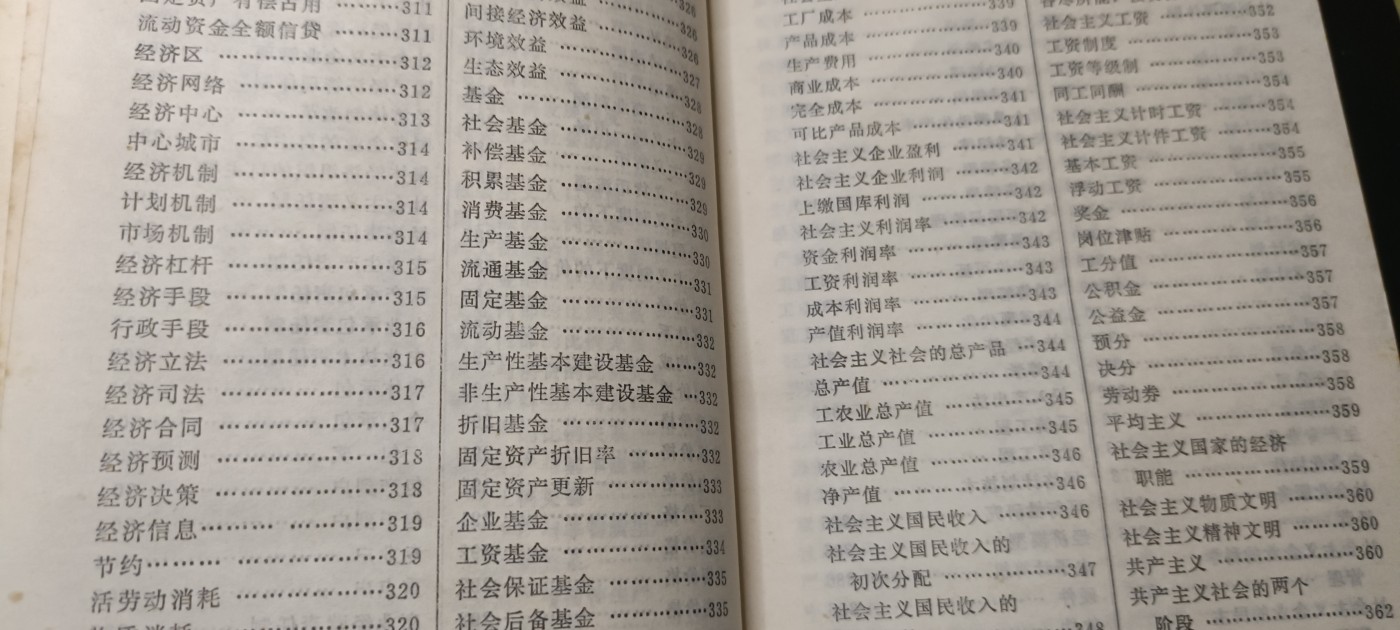 流动资金全额信贷 ………311
经济区 ……………………312
经济网络 …………………312
经济中心 …………………313
中心城市 …………………314
经济机制 …………………314
计划机制 …………………314
市场机制 …………………314
经济杠杆 …………………315
经济手段 …………………315
行政手段 …………………316
经济立法 …………………316
经济司法 …………………317
经济合同 …………………317
经济预测 …………………318
经济决策 …………………318
经济信息…………………319
节约……… ………………319
活劳动消耗 ………………320
间接经济效益 ……………326
环境效益 …………………326
生态效益 …………………327
基金 ………………………328
社会基金 …………………328
补偿基金 …………………329
积累基金 …………………329
消费基金 …………………329
生产基金 …………………330
流通基金 …………………330
固定基金 …………………331
流动基金 …………………331
生产性基本建设基金 ……332
非生产性基本建设基金 …332
折旧基金 …………………332
固定资产折旧率 …………332
固定资产更新 ……………333
企业基金 …………………333
工资基金 …………………334
社会保证基金 ……………335
社会后备基金 ……………335
工厂成本 …………………339
产品成本 …………………339
生产费用 …………………340
商业成本 …………………340
完全成本 …………………341
可比产品成本 ……………341
社会主义企业盈利 ………341
社会主义企业利润 ………342
上缴国库利润 ……………342
社会主义利润率 …………342
资金利润率 ………………343
工资利润率 ………………343
成本利润率 ………………343
产值利润率 ………………344
社会主义社会的总产品 …344
总产值 ……………………344
工农业总产值 ……………345
工业总产值 ………………345
农业总产值 ………………346
净产值 ……………………346
社会主义国民收入 ………346
社会主义国民收入的
初次分配 ………………347
社会主义国民收入的
社会主义工资 ……………352
工资制度 …………………353
工资等级制 ………………353
同工同酬 …………………354
社会主义计时工资 ………354
社会主义计件工资 ………354
基本工资 …………………355
浮动工资 …………………355
奖金 ………………………356
岗位津贴 …………………356
工分值 ……………………357
公积金 ……………………357
公益金 ……………………357
预分 ………………………358
决分 ………………………358
劳动券 ……………………358
平均主义 …………………359
社会主义国家的经济
职能 ……………………359
社会主义物质文明 ………360
社会主义精神文明 ………360
共产主义 …………………360
共产主义社会的两个
阶段 ……………………362